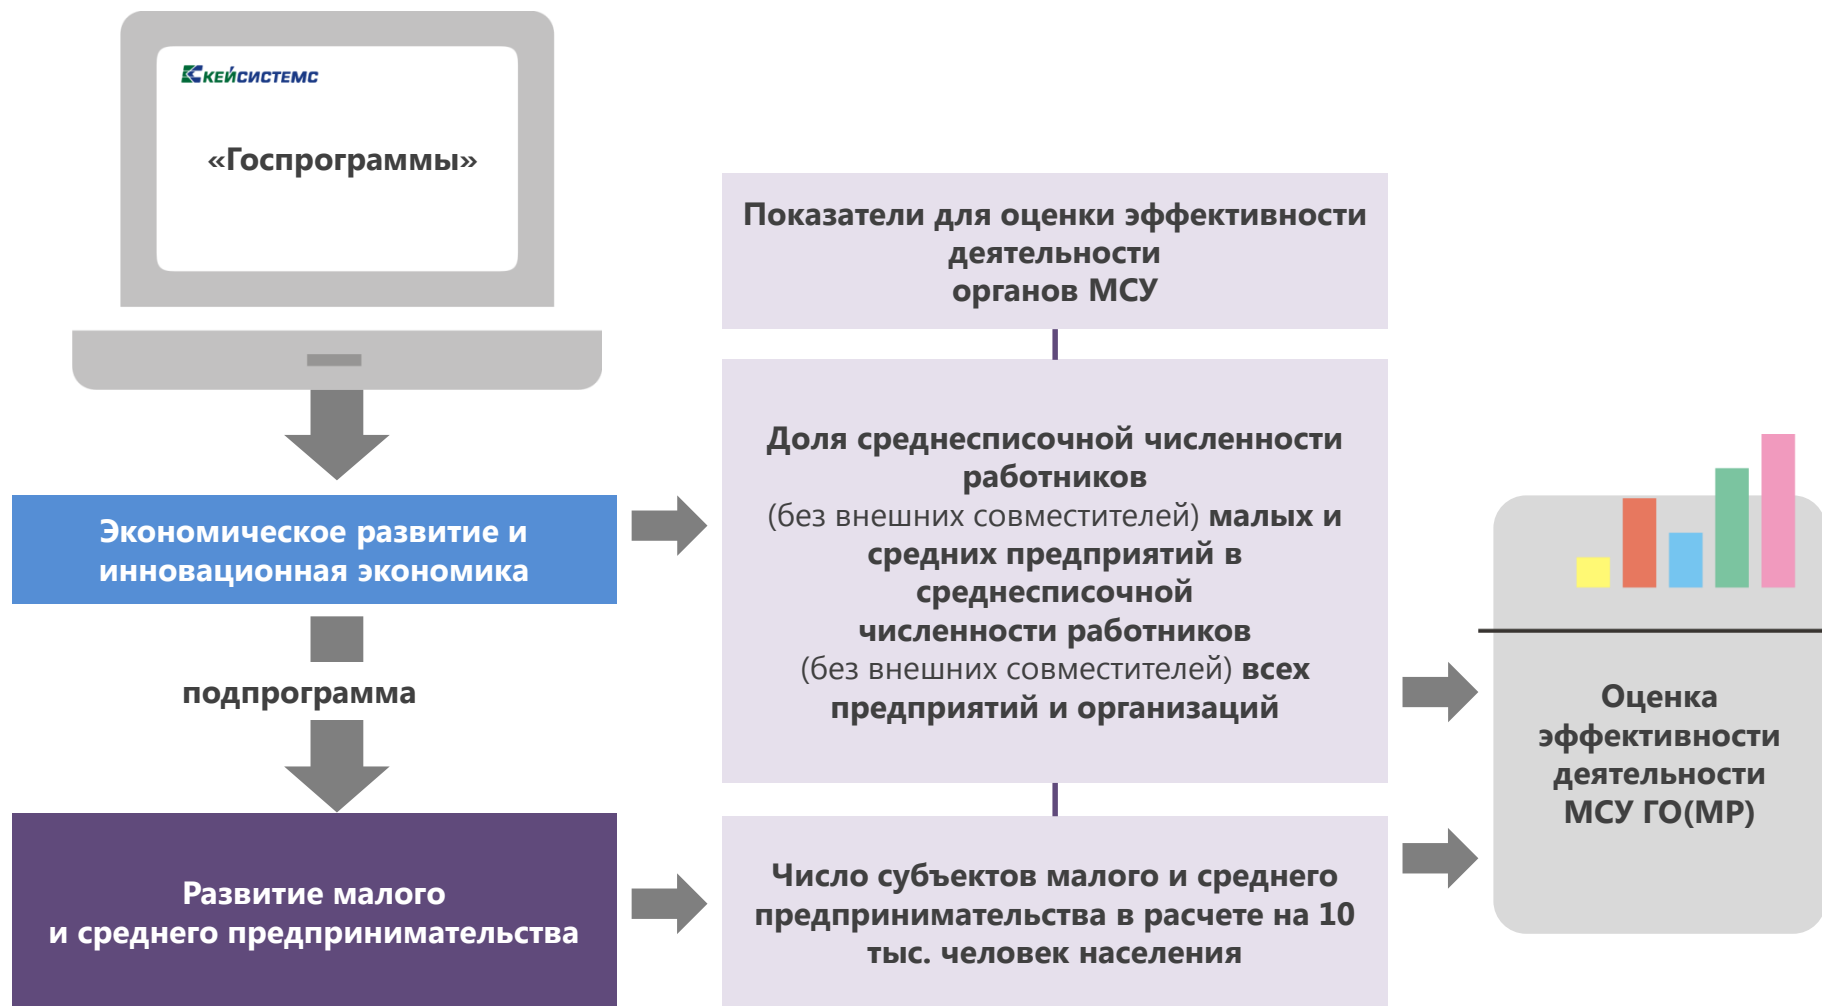 КЕЙСИСТЕМС
«Госпрограммы»
Показатели для оценки эффективности
деятельности
органов МСУ
Доля среднесписочной численности
работников
(без внешних совместителей) малых и
средних предприятий в
среднесписочной
численности работников
(без внешних совместителей) всех
предприятий и организаций
Экономическое развитие и
инновационная экономика
подпрограмма
Развитие малого
и среднего предпринимательства
Число субъектов малого и среднего
предпринимательства в расчете на 10
тыс. человек населения
Оценка
эффективности
деятельности
МСУ ГО(МР)